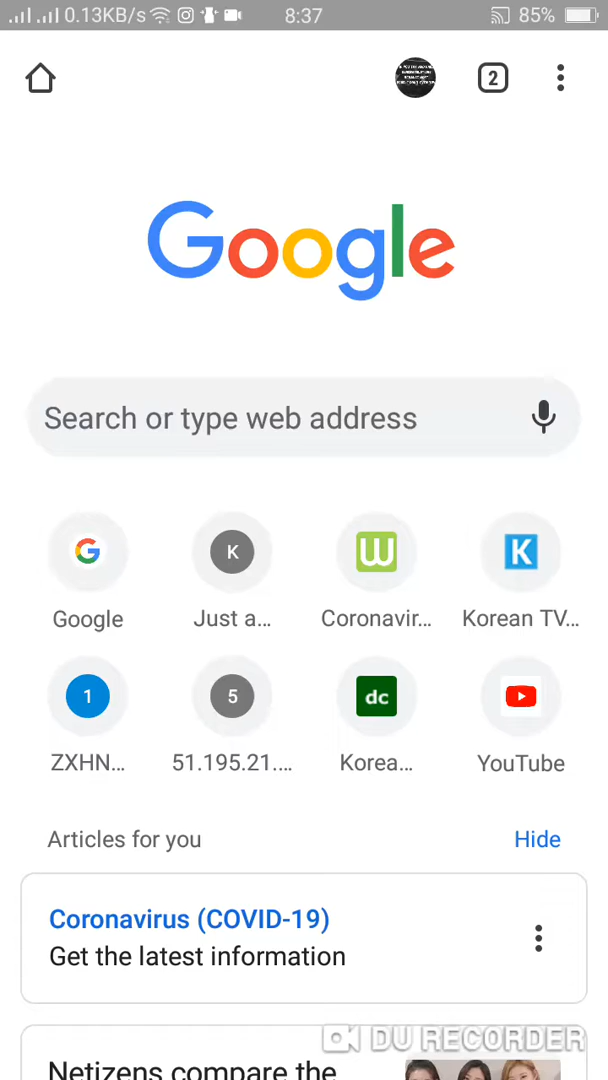 0.13KB/s 8:37 85%
2
Google
Search or type web address
G K W K
Google Just a... Coronavir... Korean TV...
1 5 dc
ZXHN... 51.195.21.... Korea... YouTube
Articles for you Hide
Coronavirus (COVID-19)
Get the latest information
DU RECORDER
Netizens compare the